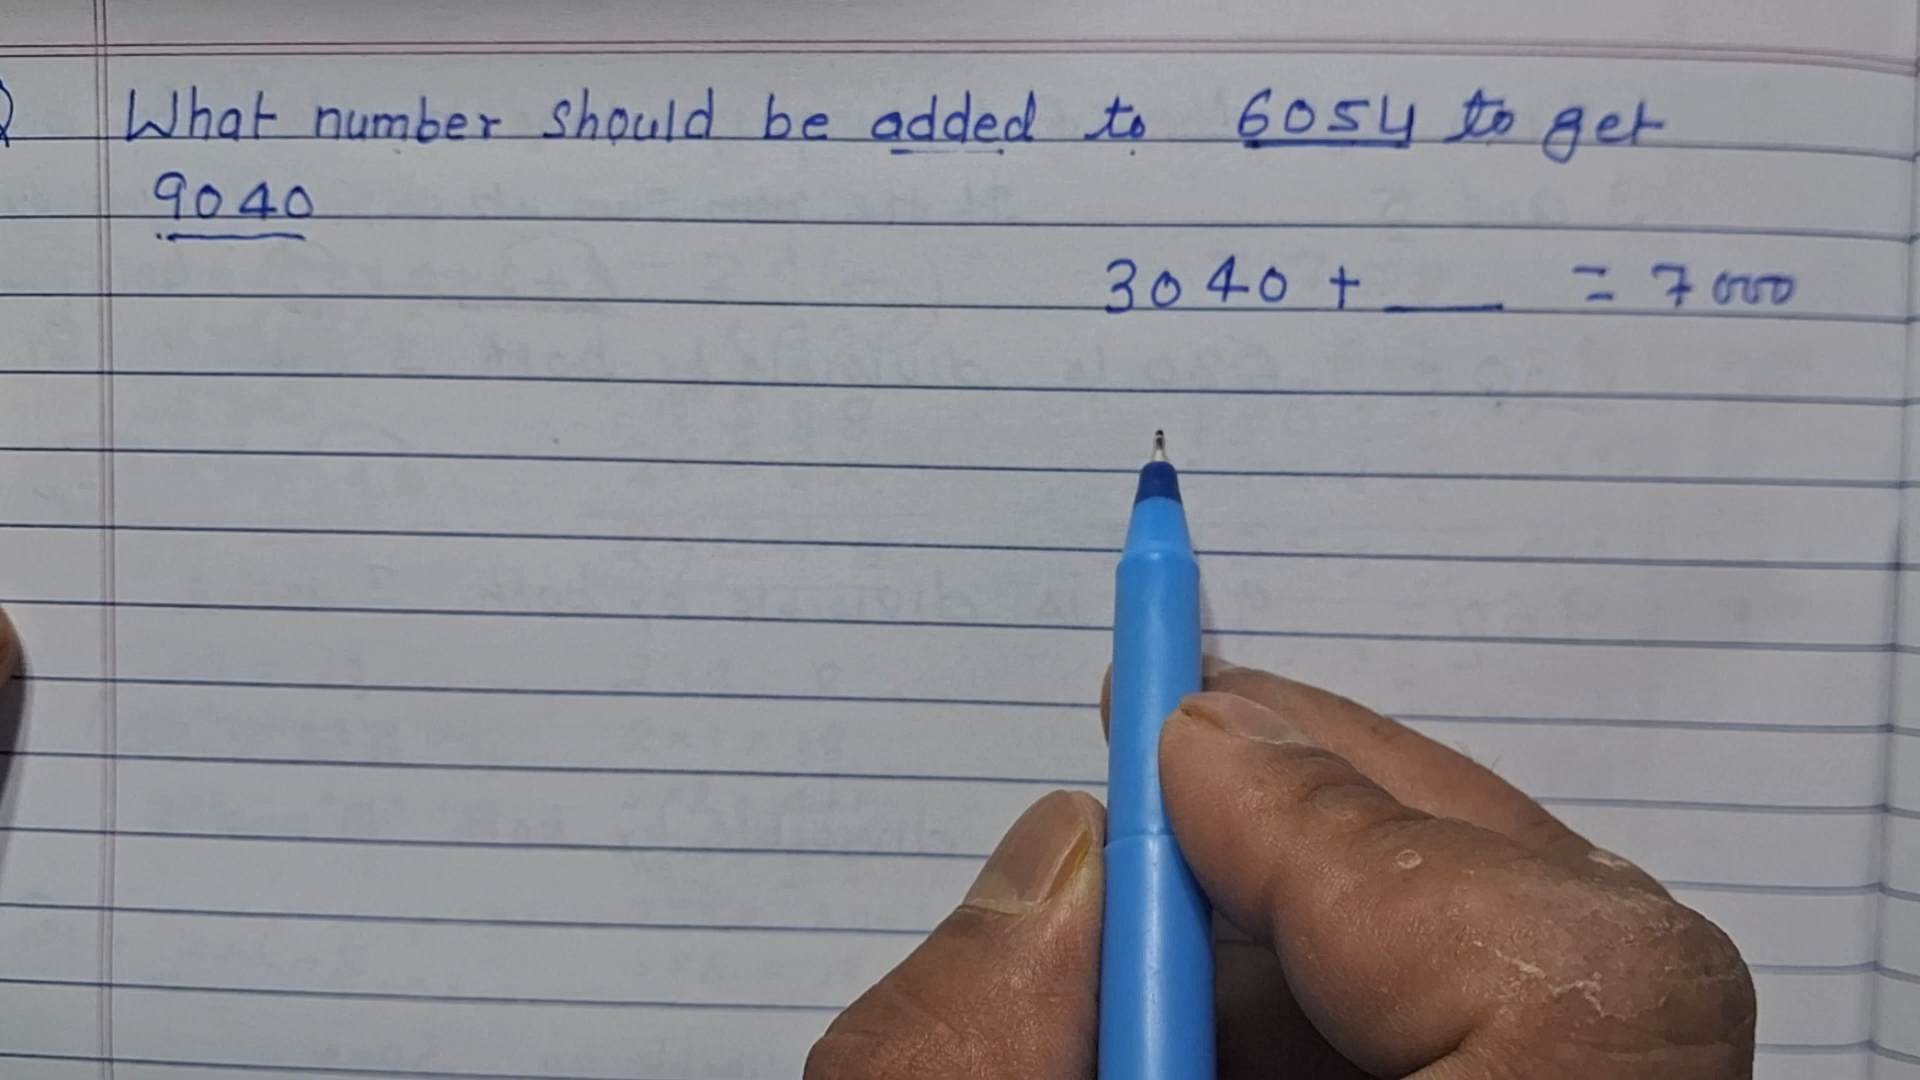 What number should be added to 6054 to get
9040
3040 + ___ = 7000